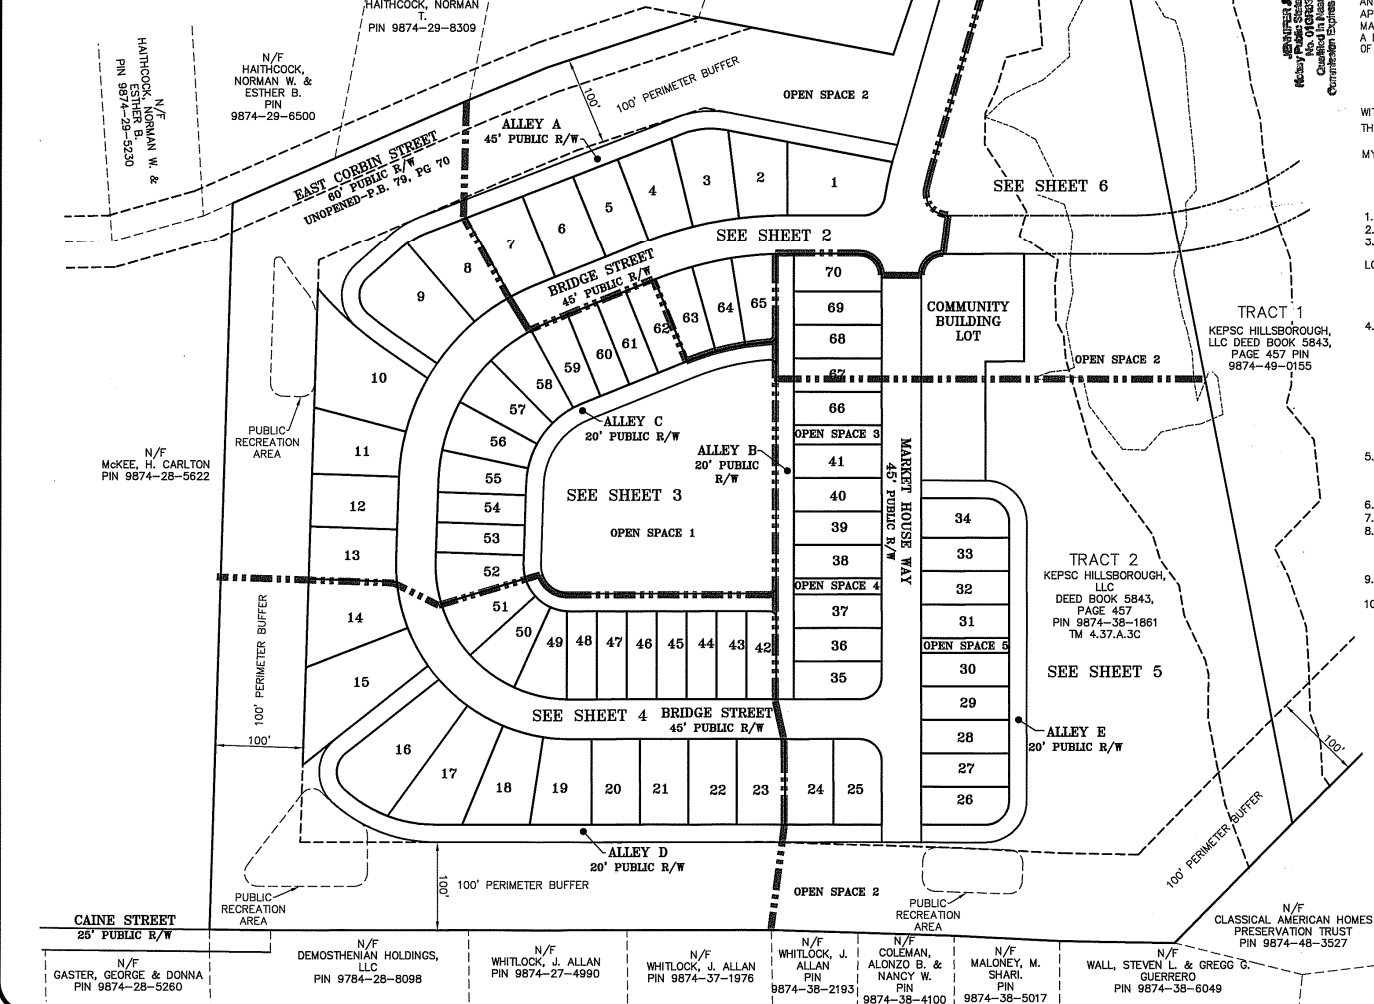 HAITHCOCK, NORMAN
T.
PIN 9874-29-8309
N/F
HAITHCOCK, NORMAN W. &
ESTHER B.
PIN 9874-29-5230
N/F
HAITHCOCK,
NORMAN W. &
ESTHER B.
PIN
9874-29-6500
EAST CORBIN STREET
60' PUBLIC R/W
UNOPENED-P.B. 79, PG 70
ALLEY A
45' PUBLIC R/W
100'
100' PERIMETER BUFFER
OPEN SPACE 2
No. 01GR03
Commission Expires
SEE SHEET 6
SEE SHEET 2
BRIDGE STREET
45' PUBLIC R/W
1
2
3
4
5
6
7
8
9
10
11
12
13
14
15
16
17
18
19
20
21
22
23
24
25
65
64
63
62
61
60
59
58
57
56
55
54
53
52
51
50
49
48
47
46
45
44
43
42
70
69
68
67
66
OPEN SPACE 3
41
40
39
38
OPEN SPACE 4
37
36
35
COMMUNITY
BUILDING
LOT
OPEN SPACE 2
TRACT 1
KEPSC HILLSBOROUGH,
LLC DEED BOOK 5843,
PAGE 457 PIN
9874-49-0155
PUBLIC
RECREATION
AREA
N/F
McKEE, H. CARLTON
PIN 9874-28-5622
ALLEY C
20' PUBLIC R/W
ALLEY B
20' PUBLIC
R/W
SEE SHEET 3
OPEN SPACE 1
MARKET HOUSE WAY
45' PUBLIC R/W
34
33
32
31
OPEN SPACE 5
30
29
28
27
26
TRACT 2
KEPSC HILLSBOROUGH,
LLC
DEED BOOK 5843,
PAGE 457
PIN 9874-38-1861
TM 4.37.A.3C
SEE SHEET 5
ALLEY E
20' PUBLIC R/W
100' PERIMETER BUFFER
100'
SEE SHEET 4
BRIDGE STREET
45' PUBLIC R/W
100'
100' PERIMETER BUFFER
ALLEY D
20' PUBLIC R/W
100'
100' PERIMETER BUFFER
OPEN SPACE 2
PUBLIC
RECREATION
AREA
PUBLIC
RECREATION
AREA
CAINE STREET
25' PUBLIC R/W
N/F
GASTER, GEORGE & DONNA
PIN 9874-28-5260
N/F
DEMOSTHENIAN HOLDINGS,
LLC
PIN 9784-28-8098
N/F
WHITLOCK, J. ALLAN
PIN 9874-27-4990
N/F
WHITLOCK, J. ALLAN
PIN 9874-37-1976
N/F
WHITLOCK, J.
ALLAN
PIN
9874-38-2193
N/F
COLEMAN,
ALONZO B. &
NANCY W.
PIN
9874-38-4100
N/F
MALONEY, M.
SHARI.
PIN
9874-38-5017
N/F
WALL, STEVEN L. & GREGG G.
GUERRERO
PIN 9874-38-6049
N/F
CLASSICAL AMERICAN HOMES
PRESERVATION TRUST
PIN 9874-48-3527
1.
2.
3.
4.
5.
6.
7.
8.
9.